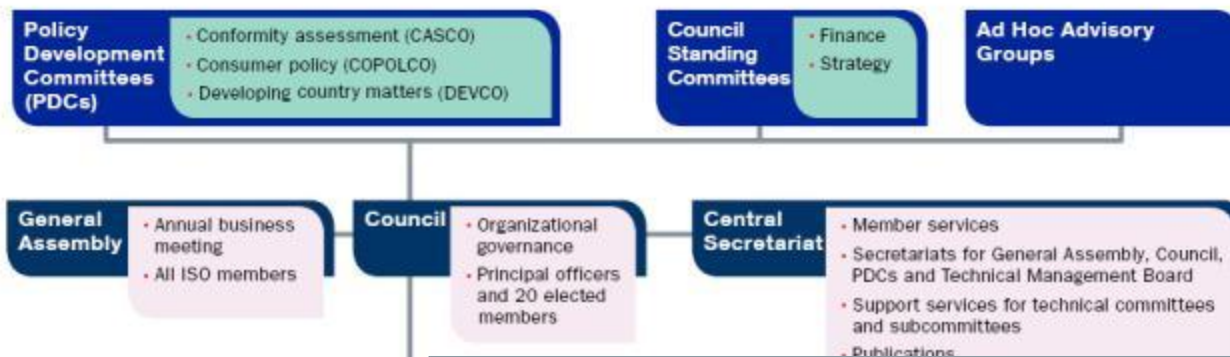 Policy
Development
Committees
(PDCs)
• Conformity assessment (CASCO)
• Consumer policy (COPOLCO)
• Developing country matters (DEVCO)
Council
Standing
Committees
• Finance
• Strategy
Ad Hoc Advisory
Groups
General
Assembly
• Annual business
meeting
• All ISO members
Council
• Organizational
governance
• Principal officers
and 20 elected
members
Central
Secretariat
• Member services
• Secretariats for General Assembly, Council,
PDCs and Technical Management Board
• Support services for technical committees
and subcommittees
• Publications